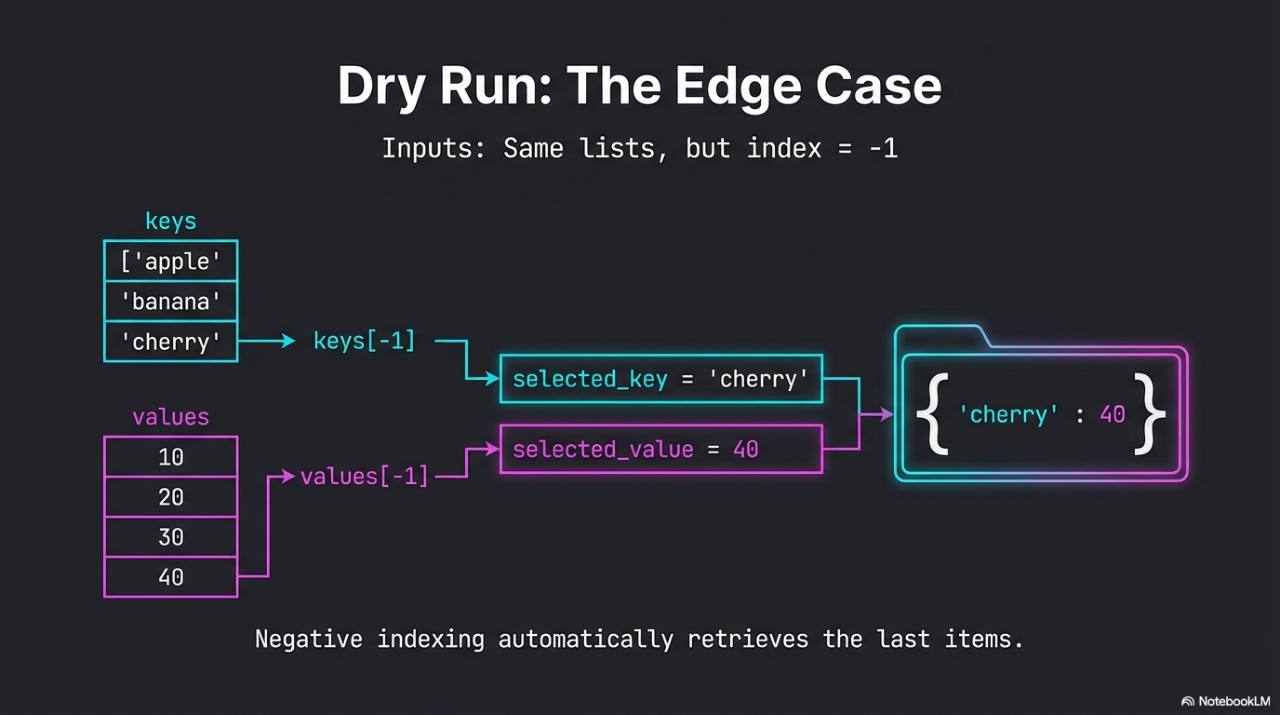 Dry Run: The Edge Case
Inputs: Same lists, but index = -1
keys
['apple'
'banana'
'cherry'
keys[-1]
selected_key = 'cherry'
values
10
20
30
40
values[-1]
selected_value = 40
{ 'cherry' : 40 }
Negative indexing automatically retrieves the last items.
NotebookLM